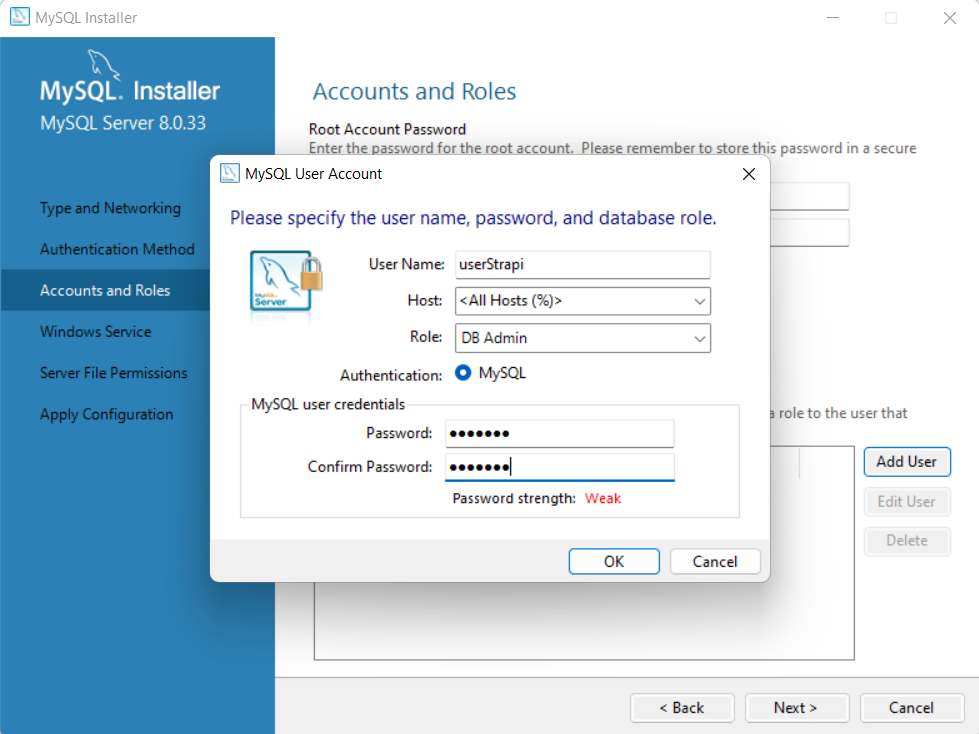 MySQL Installer
MySQL. Installer
MySQL Server 8.0.33
Type and Networking
Authentication Method
Accounts and Roles
Windows Service
Server File Permissions
Apply Configuration
Accounts and Roles
Root Account Password
Enter the password for the root account. Please remember to store this password in a secure
MySQL User Account
Please specify the user name, password, and database role.
MySQL
Server
User Name: userStrapi
Host: <All Hosts (%)>
Role: DB Admin
Authentication: MySQL
MySQL user credentials
Password: •••••••
Confirm Password: •••••••
Password strength: Weak
OK Cancel
a role to the user that
Add User
Edit User
Delete
< Back Next > Cancel